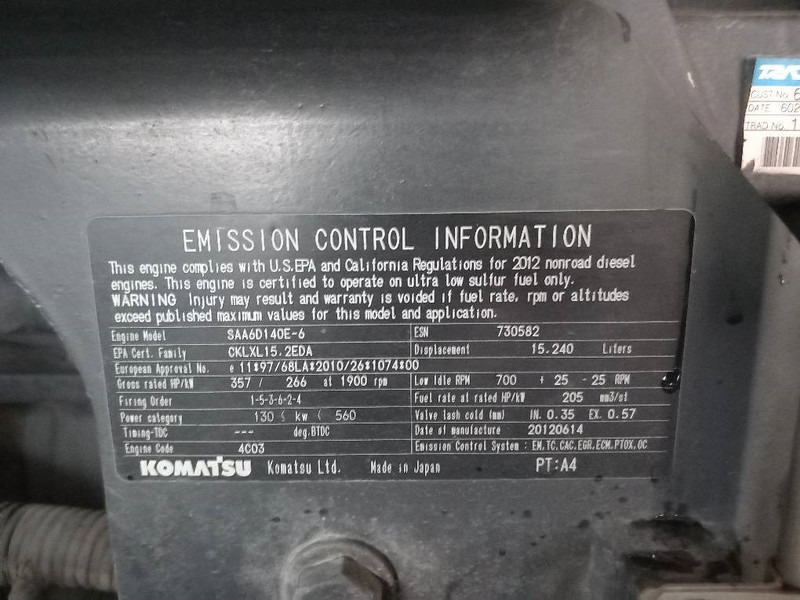 EMISSION CONTROL INFORMATION
This engine complies with U.S.EPA and California Regulations for 2012 nonroad diesel
engines. This engine is certified to operate on ultra low sulfur fuel only.
WARNING Injury may result and warranty is voided if fuel rate, rpm or altitudes
exceed published maximum values for this model and application.
Engine Model SAA6D140E-6 ESN 730582
EPA Cert. Family CKLXL15.2EDA Displacement 15.240 Liters
European Approval No. e 11*97/68LA*2010/26*1074*00
Gross rated HP/kW 357 / 266 at 1900 rpm Low Idle RPM 700 + 25 - 25 RPM
Firing Order 1-5-3-6-2-4 Fuel rate at rated HP/kW 205 mm3/st
Power category 130 ≤ kw < 560 Valve lash cold (mm) IN. 0.35 EX. 0.57
Timing-TDC --- deg.BTDC Date of manufacture 20120614
Engine Code 4C03 Emission Control System : EM,TC,CAC,EGR,ECM,PTOX,OC
KOMATSU Komatsu Ltd. Made in Japan PT:A4
CUST No. 6
DATE 602
TRAD No. 1